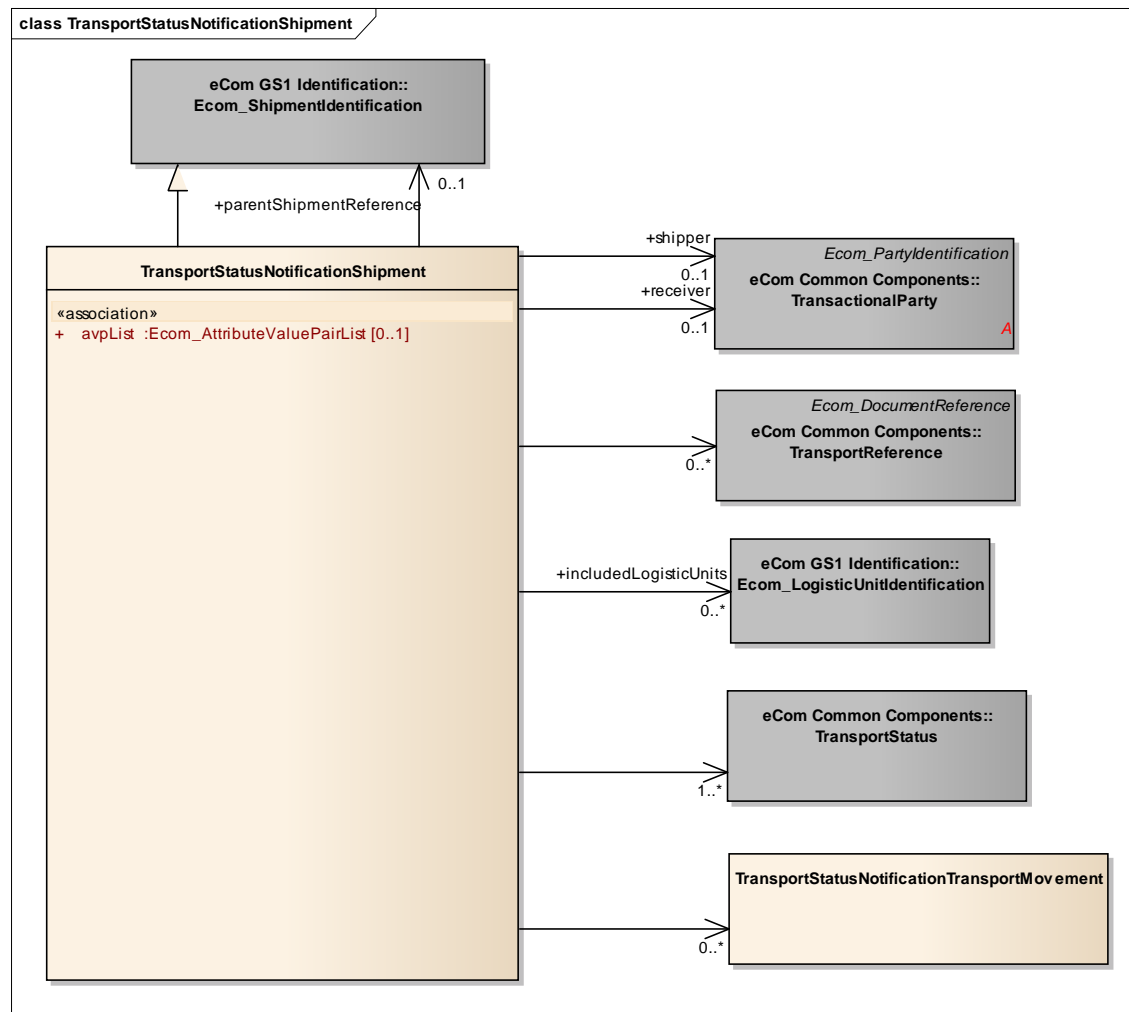 class TransportStatusNotificationShipment
eCom GS1 Identification::
Ecom_ShipmentIdentification
0..1
+parentShipmentReference
TransportStatusNotificationShipment
«association»
+ avpList :Ecom_AttributeValuePairList [0..1]
+shipper
0..1
+receiver
0..1
Ecom_PartyIdentification
eCom Common Components::
TransactionalParty
A
Ecom_DocumentReference
eCom Common Components::
TransportReference
0..*
+includedLogisticUnits
0..*
eCom GS1 Identification::
Ecom_LogisticUnitIdentification
eCom Common Components::
TransportStatus
1..*
TransportStatusNotificationTransportMovement
0..*